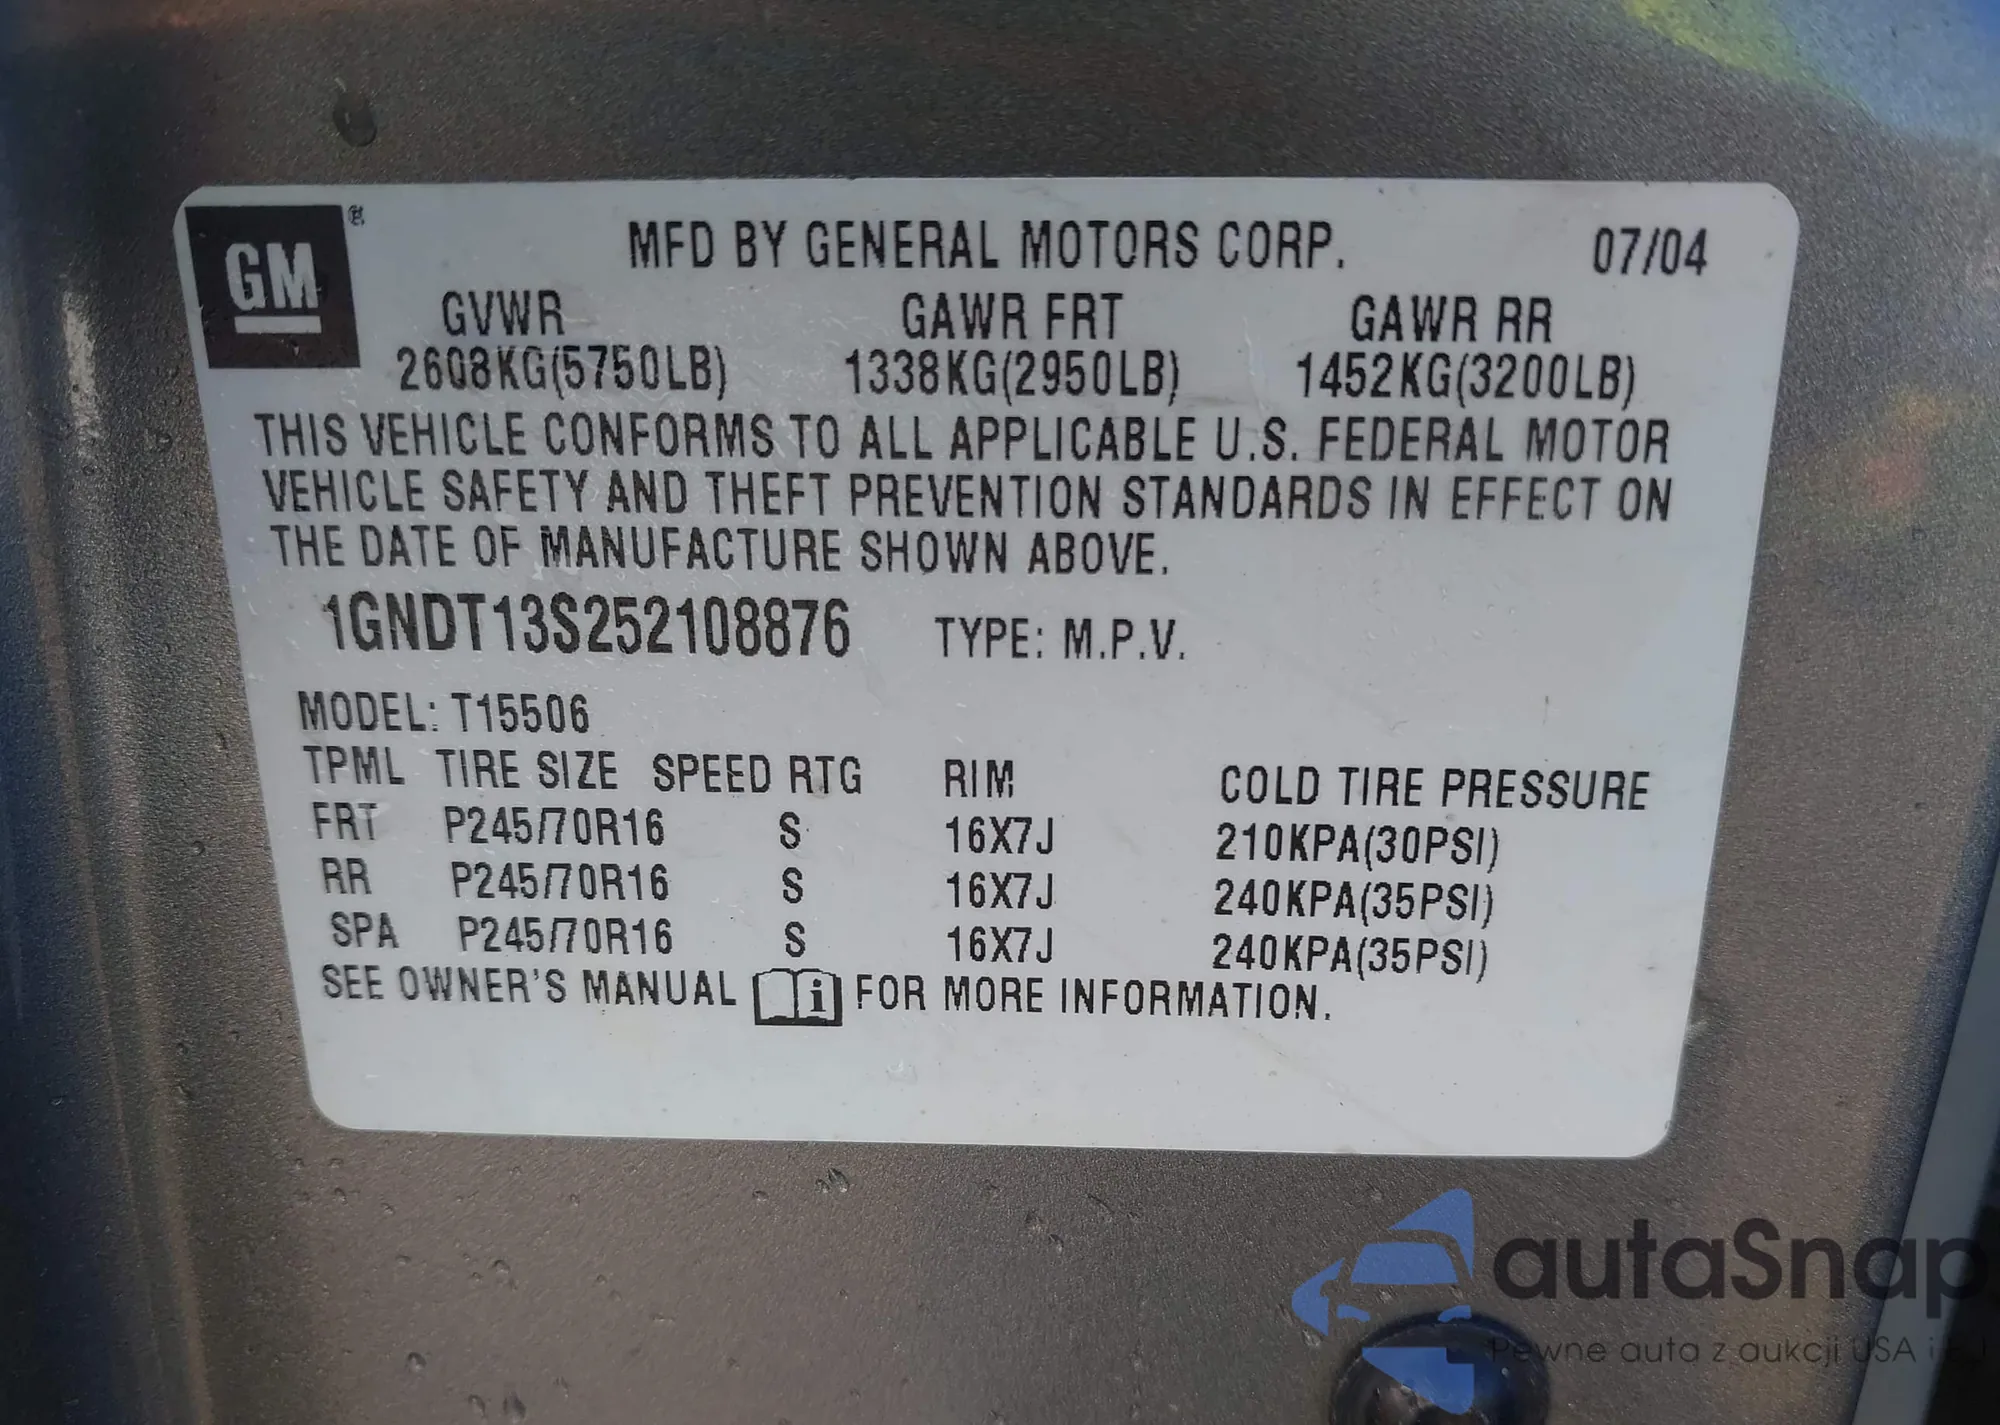 GM ®
MFD BY GENERAL MOTORS CORP. 07/04
GVWR GAWR FRT GAWR RR
2608KG(5750LB) 1338KG(2950LB) 1452KG(3200LB)
THIS VEHICLE CONFORMS TO ALL APPLICABLE U.S. FEDERAL MOTOR
VEHICLE SAFETY AND THEFT PREVENTION STANDARDS IN EFFECT ON
THE DATE OF MANUFACTURE SHOWN ABOVE.
1GNDT13S252108876 TYPE: M.P.V.
MODEL: T15506
TPML TIRE SIZE SPEED RTG RIM COLD TIRE PRESSURE
FRT P245/70R16 S 16X7J 210KPA(30PSI)
RR P245/70R16 S 16X7J 240KPA(35PSI)
SPA P245/70R16 S 16X7J 240KPA(35PSI)
SEE OWNER'S MANUAL i FOR MORE INFORMATION.
autaSnap
Pewne auta z aukcji USA i